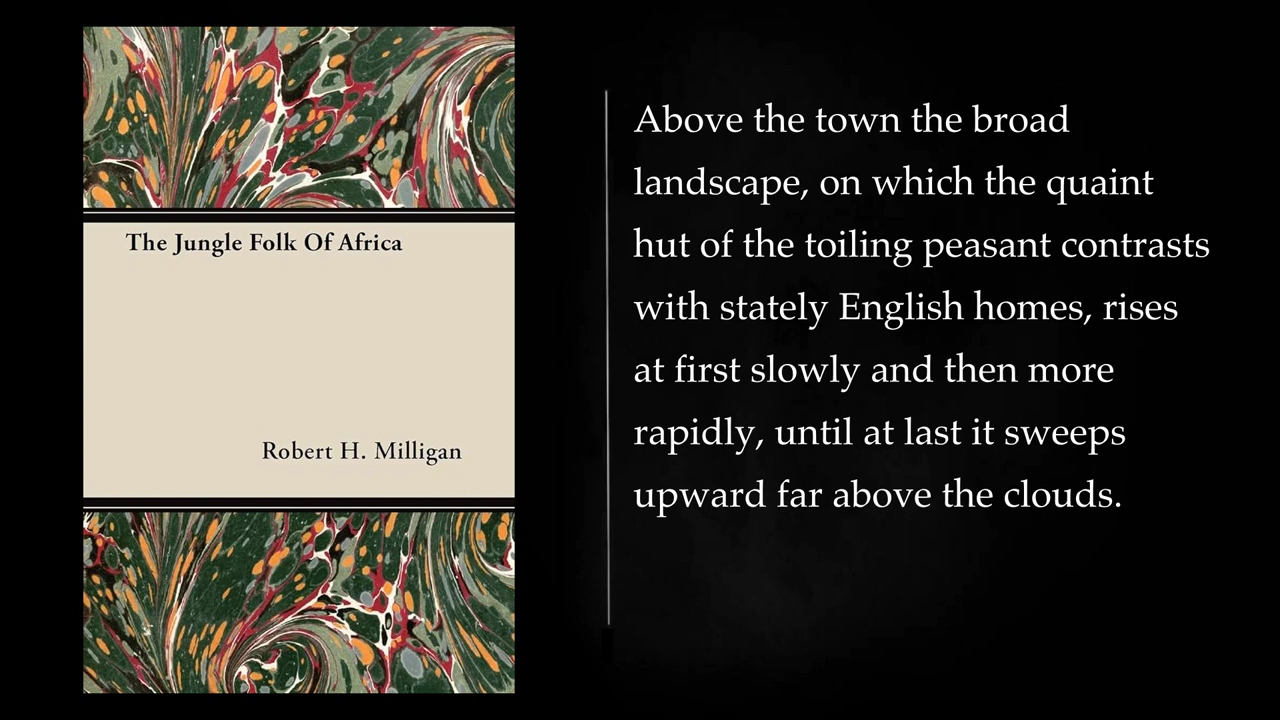 The Jungle Folk Of Africa
Robert H. Milligan
Above the town the broad
landscape, on which the quaint
hut of the toiling peasant contrasts
with stately English homes, rises
at first slowly and then more
rapidly, until at last it sweeps
upward far above the clouds.